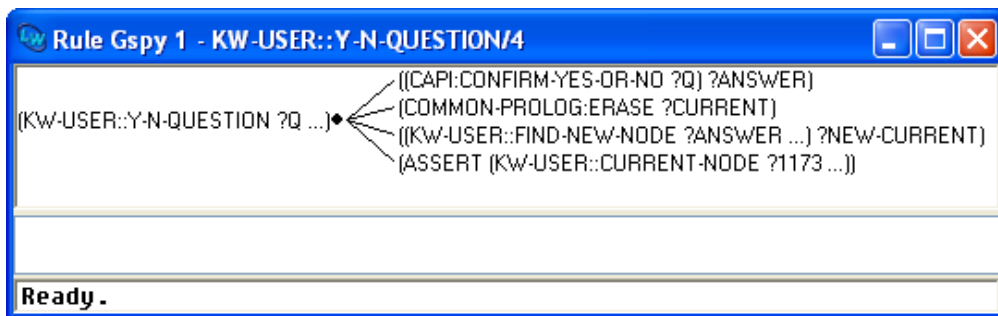 Rule Gspy 1 - KW-USER::Y-N-QUESTION/4
((CAPI:CONFIRM-YES-OR-NO ?Q) ?ANSWER)
(COMMON-PROLOG:ERASE ?CURRENT)
(KW-USER::Y-N-QUESTION ?Q ...)
((KW-USER::FIND-NEW-NODE ?ANSWER ...) ?NEW-CURRENT)
(ASSERT (KW-USER::CURRENT-NODE ?1173 ...))
Ready.